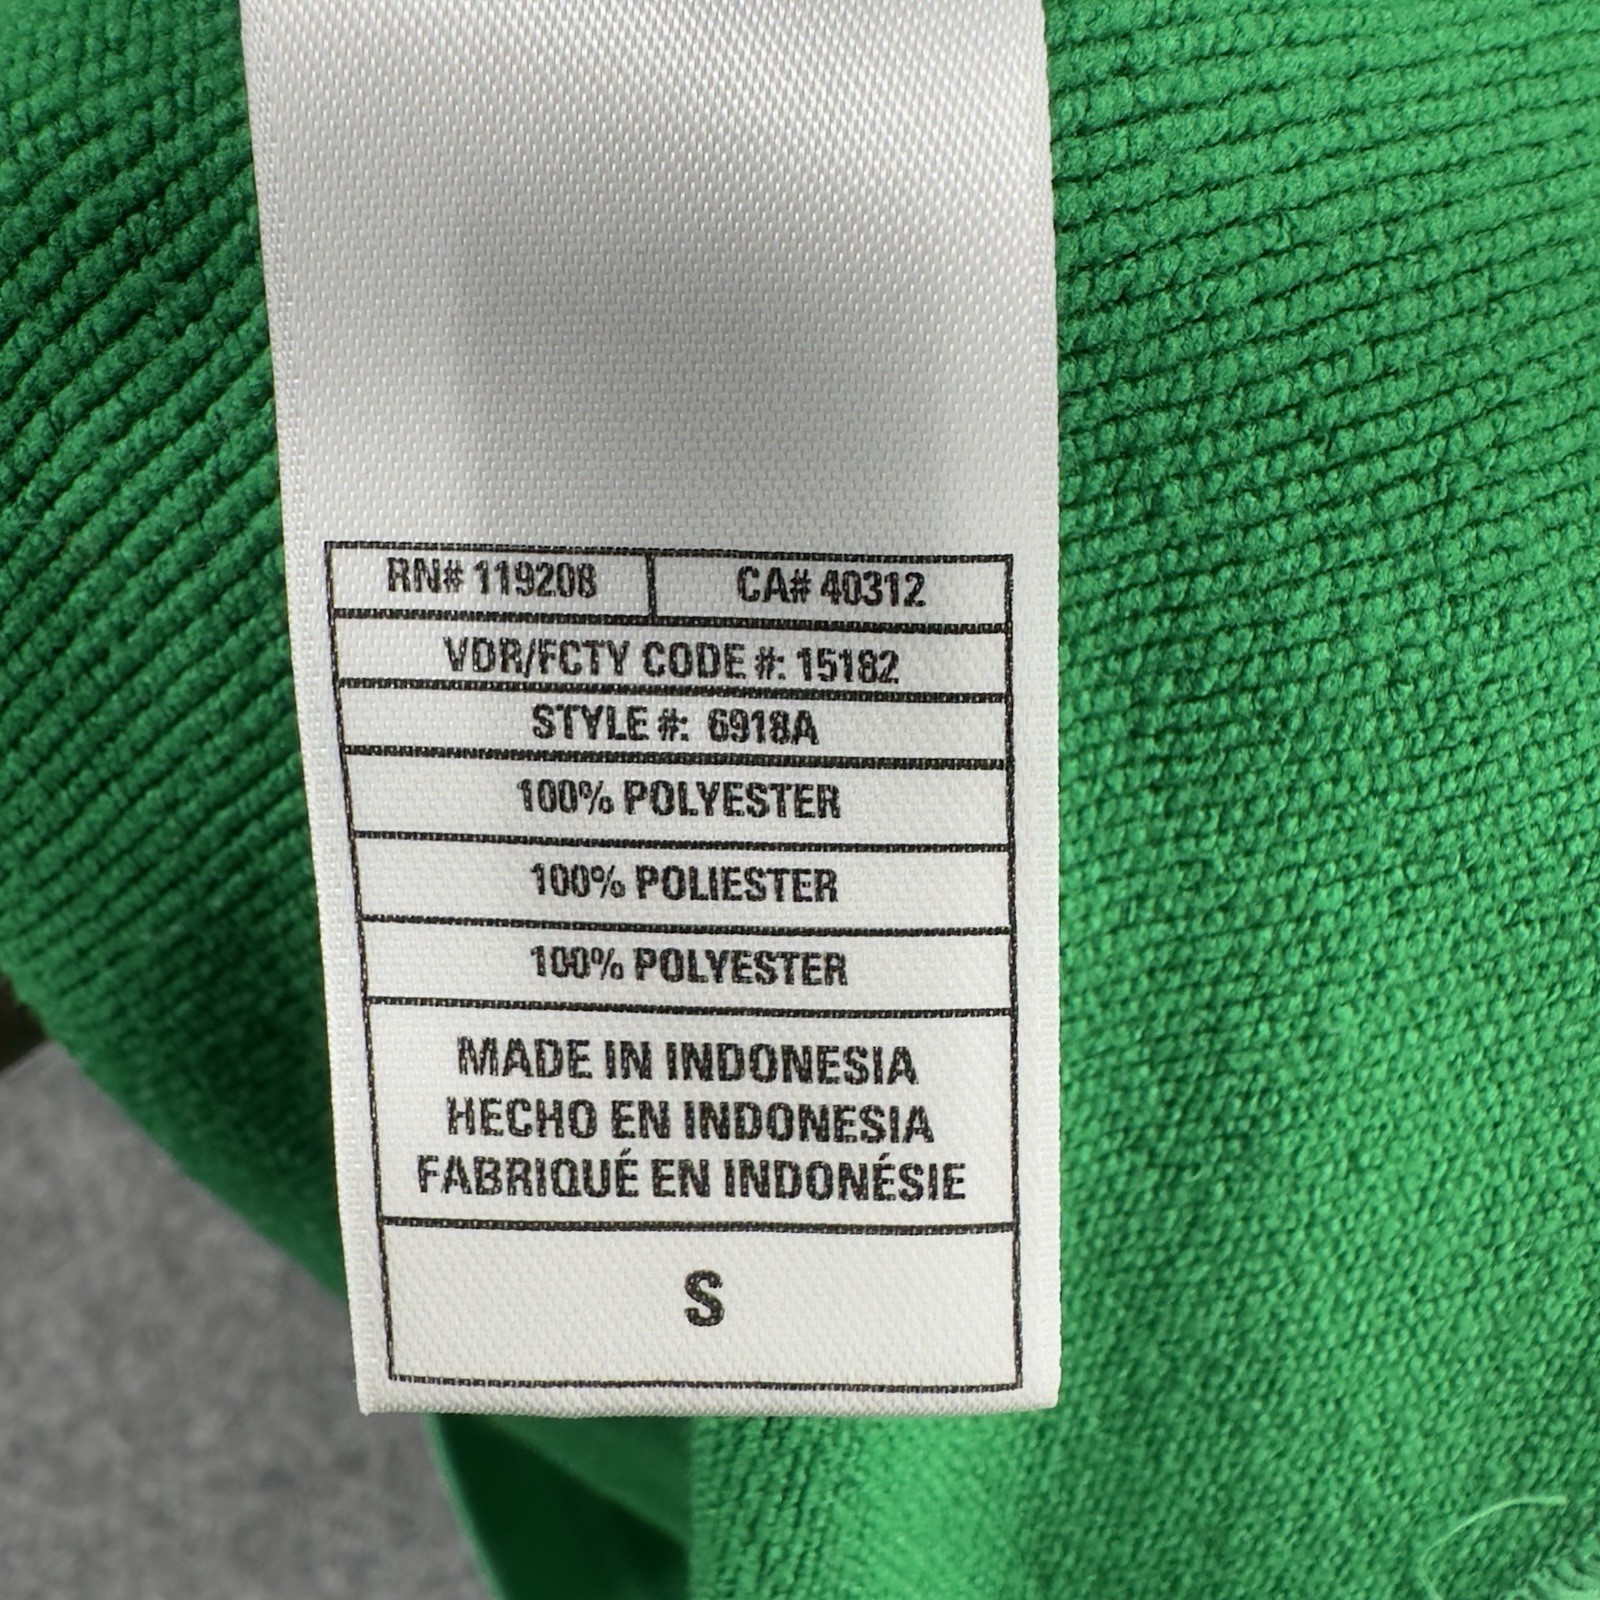 RN# 119208 CA# 40312
VDR/FCTY CODE #: 15182
STYLE #: 6918A
100% POLYESTER
100% POLIESTER
100% POLYESTER
MADE IN INDONESIA
HECHO EN INDONESIA
FABRIQUÉ EN INDONÉSIE
S